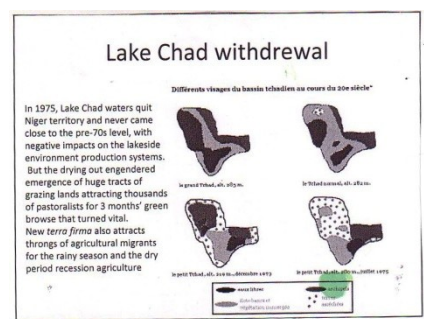 Lake Chad withdrewal
Différents visages du bassin tchadien au cours du 20e siècle"
In 1975, Lake Chad waters quit
Niger territory and never came
close to the pre-70s level, with
negative impacts on the lakeside
environment production systems.
But the drying out engendered
emergence of huge tracts of
grazing lands attracting thousands
of pastoralists for 3 months' green
browse that turned vital.
New terra firma also attracts
throngs of agricultural migrants
for the rainy season and the dry
period recession agriculture
le grand Tchad, alt.
le Tchad normal, alt. 282 m.
le petit Tchad, alt. décembre 1973
le petit Tchad, alt. juillet 1975
eaux libres
végétation